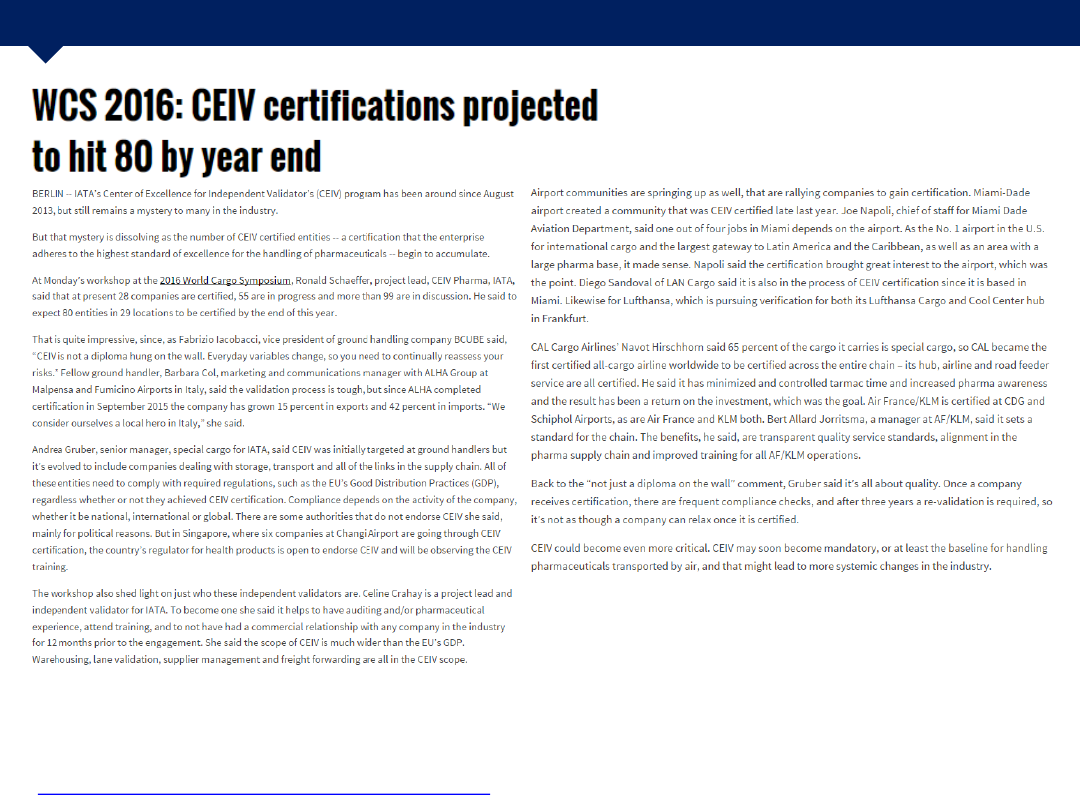 WCS 2016: CEIV certifications projected
to hit 80 by year end
BERLIN -- IATA's Center of Excellence for Independent Validator's (CEIV) program has been around since August
2013, but still remains a mystery to many in the industry.
But that mystery is dissolving as the number of CEIV certified entities -- a certification that the enterprise
adheres to the highest standard of excellence for the handling of pharmaceuticals -- begin to accumulate.
At Monday's workshop at the 2016 World Cargo Symposium, Ronald Schaeffer, project lead, CEIV Pharma, IATA,
said that at present 28 companies are certified, 55 are in progress and more than 99 are in discussion. He said to
expect 80 entities in 29 locations to be certified by the end of this year.
That is quite impressive, since, as Fabrizio Iacobacci, vice president of ground handling company BCUBE said,
"CEIV is not a diploma hung on the wall. Everyday variables change, so you need to continually reassess your
risks." Fellow ground handler, Barbara Col, marketing and communications manager with ALHA Group at
Malpensa and Fumicino Airports in Italy, said the validation process is tough, but since ALHA completed
certification in September 2015 the company has grown 15 percent in exports and 42 percent in imports. "We
consider ourselves a local hero in Italy," she said.
Andrea Gruber, senior manager, special cargo for IATA, said CEIV was initially targeted at ground handlers but
it's evolved to include companies dealing with storage, transport and all of the links in the supply chain. All of
these entities need to comply with required regulations, such as the EU's Good Distribution Practices (GDP),
regardless whether or not they achieved CEIV certification. Compliance depends on the activity of the company,
whether it be national, international or global. There are some authorities that do not endorse CEIV she said,
mainly for political reasons. But in Singapore, where six companies at Changi Airport are going through CEIV
certification, the country's regulator for health products is open to endorse CEIV and will be observing the CEIV
training.
The workshop also shed light on just who these independent validators are. Celine Crahay is a project lead and
independent validator for IATA. To become one she said it helps to have auditing and/or pharmaceutical
experience, attend training, and to not have had a commercial relationship with any company in the industry
for 12 months prior to the engagement. She said the scope of CEIV is much wider than the EU's GDP.
Warehousing, lane validation, supplier management and freight forwarding are all in the CEIV scope.
Airport communities are springing up as well, that are rallying companies to gain certification. Miami-Dade
airport created a community that was CEIV certified late last year. Joe Napoli, chief of staff for Miami Dade
Aviation Department, said one out of four jobs in Miami depends on the airport. As the No. 1 airport in the U.S.
for international cargo and the largest gateway to Latin America and the Caribbean, as well as an area with a
large pharma base, it made sense. Napoli said the certification brought great interest to the airport, which was
the point. Diego Sandoval of LAN Cargo said it is also in the process of CEIV certification since it is based in
Miami. Likewise for Lufthansa, which is pursuing verification for both its Lufthansa Cargo and Cool Center hub
in Frankfurt.
CAL Cargo Airlines' Navot Hirschhorn said 65 percent of the cargo it carries is special cargo, so CAL became the
first certified all-cargo airline worldwide to be certified across the entire chain – its hub, airline and road feeder
service are all certified. He said it has minimized and controlled tarmac time and increased pharma awareness
and the result has been a return on the investment, which was the goal. Air France/KLM is certified at CDG and
Schiphol Airports, as are Air France and KLM both. Bert Allard Jorritsma, a manager at AF/KLM, said it sets a
standard for the chain. The benefits, he said, are transparent quality service standards, alignment in the
pharma supply chain and improved training for all AF/KLM operations.
Back to the "not just a diploma on the wall" comment, Gruber said it's all about quality. Once a company
receives certification, there are frequent compliance checks, and after three years a re-validation is required, so
it's not as though a company can relax once it is certified.
CEIV could become even more critical. CEIV may soon become mandatory, or at least the baseline for handling
pharmaceuticals transported by air, and that might lead to more systemic changes in the industry.